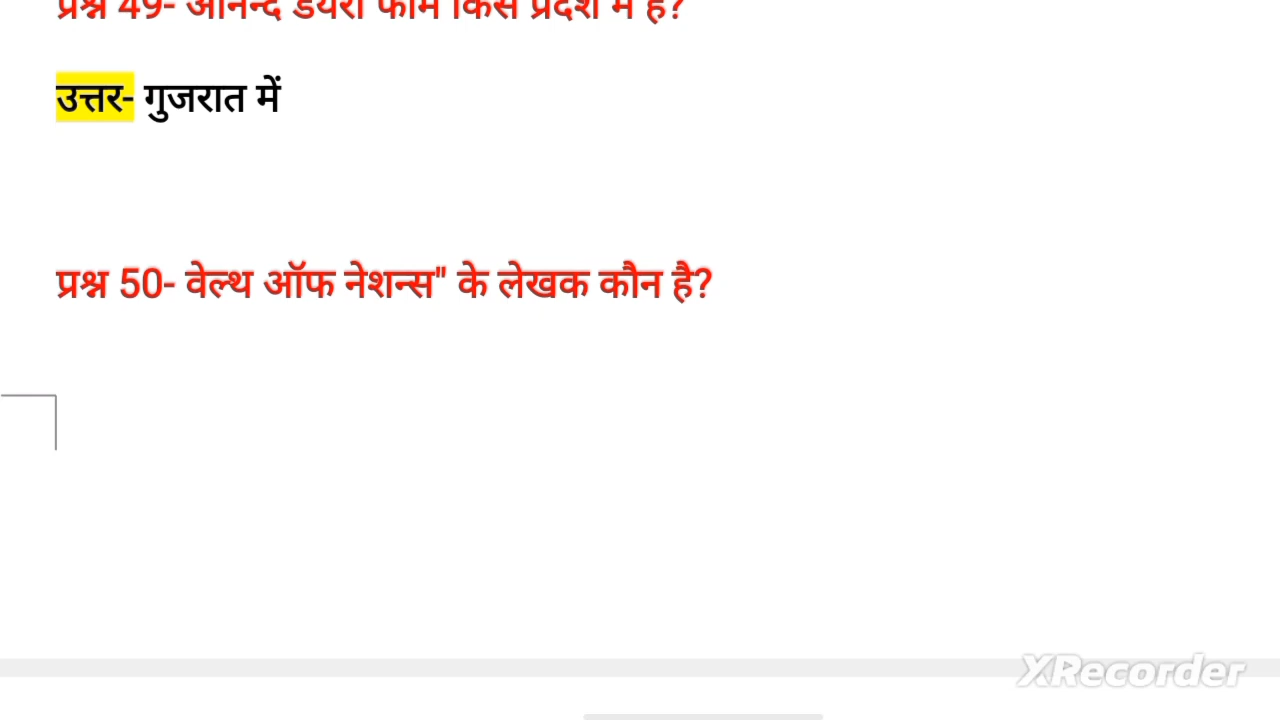 प्रश्न 49- आनन्द डेयरी फार्म किस प्रदेश में है?
उत्तर- गुजरात में
प्रश्न 50- वेल्थ ऑफ नेशन्स" के लेखक कौन है?
XRecorder